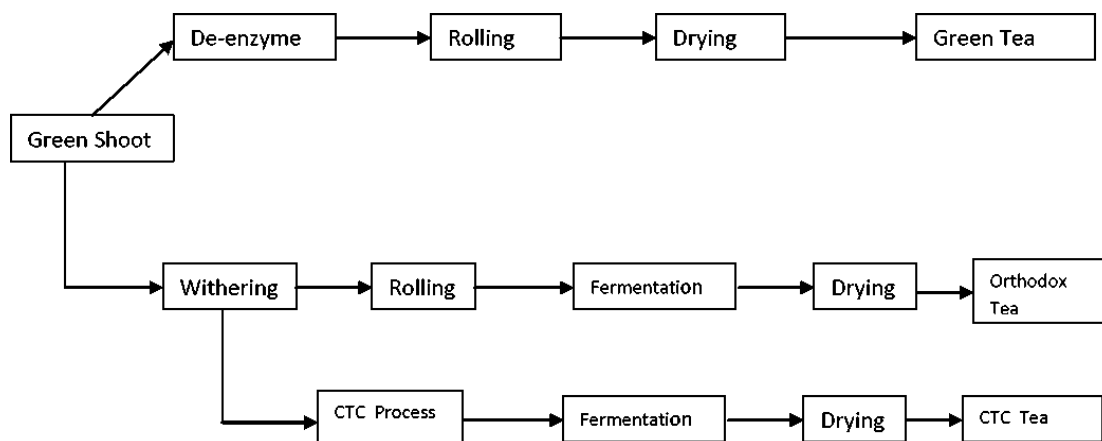 De-enzyme
Rolling
Drying
Green Tea
Green Shoot
Withering
Rolling
Fermentation
Drying
Orthodox
Tea
CTC Process
Fermentation
Drying
CTC Tea